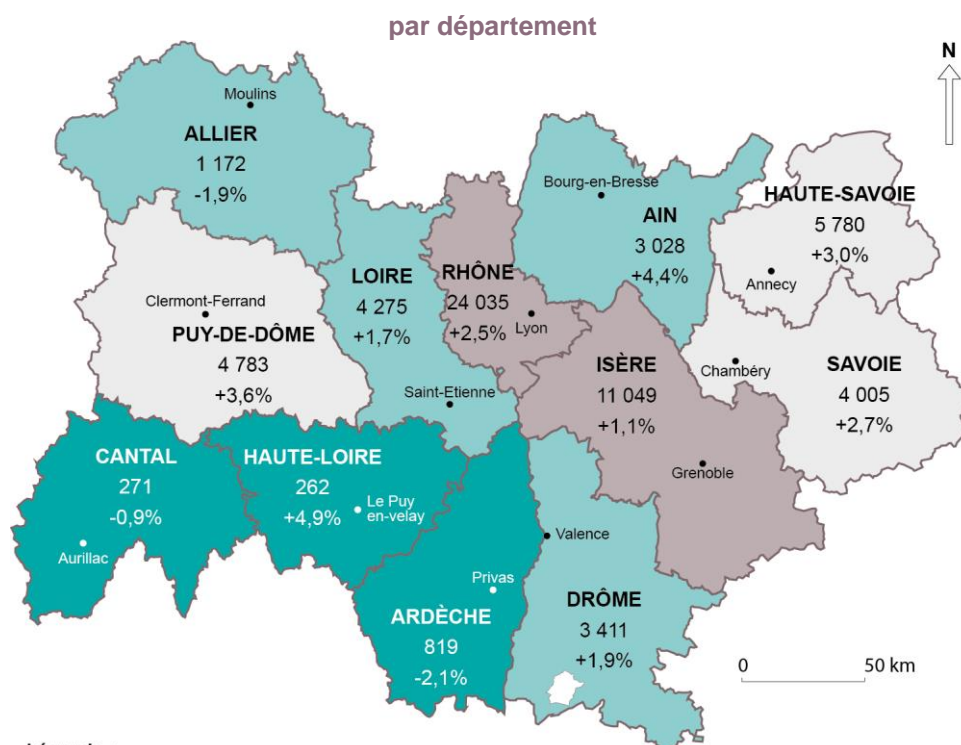 par département
N
Moulins
ALLIER
1 172
-1,9%
Bourg-en-Bresse
AIN
3 028
+4,4%
HAUTE-SAVOIE
5 780
+3,0%
Annecy
LOIRE
4 275
+1,7%
Saint-Etienne
RHÔNE
24 035
+2,5%
Lyon
Clermont-Ferrand
PUY-DE-DÔME
4 783
+3,6%
ISÈRE
11 049
+1,1%
Grenoble
Chambéry
SAVOIE
4 005
+2,7%
CANTAL
271
-0,9%
Aurillac
HAUTE-LOIRE
262
+4,9%
Le Puy
en-velay
Privas
ARDÈCHE
819
-2,1%
Valence
DRÔME
3 411
+1,9%
0 50 km